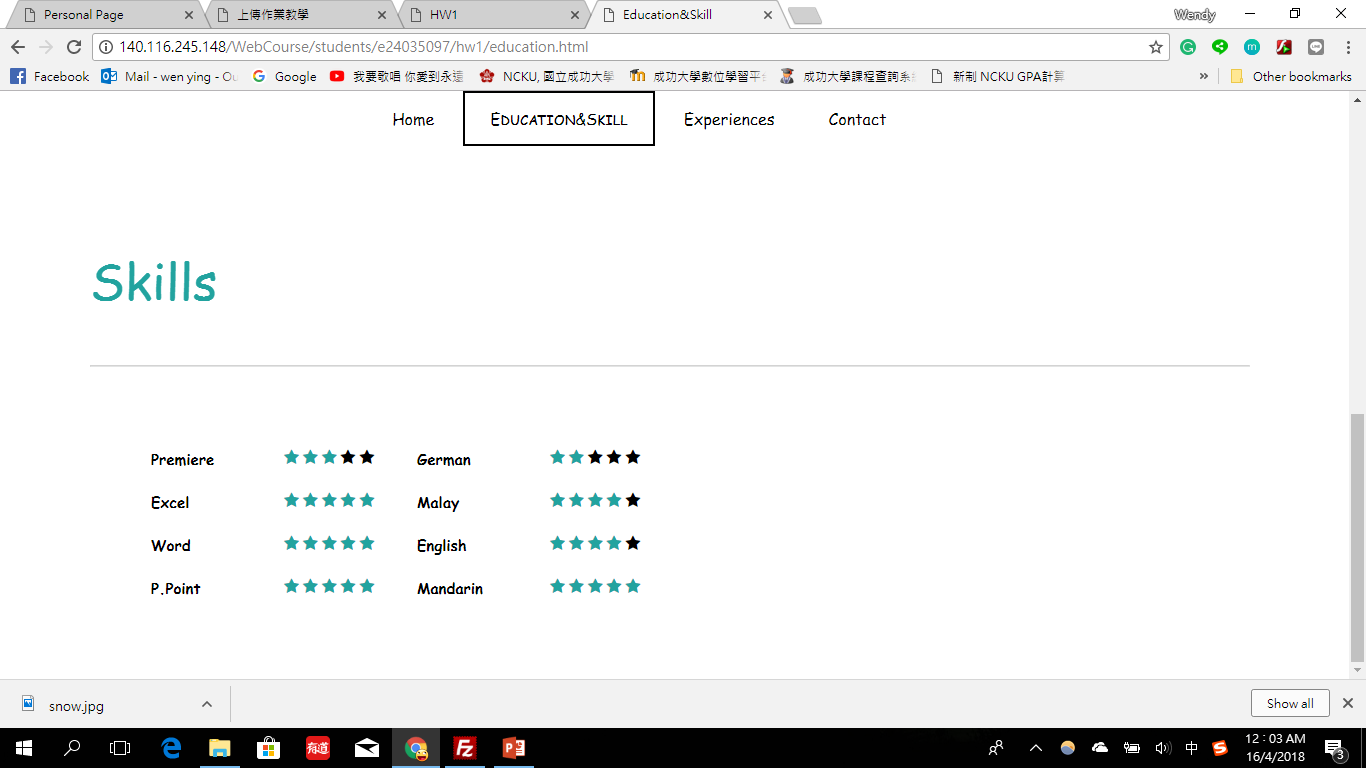 Personal Page
上傳作業教學
HW1
Education&Skill
Wendy
140.116.245.148/WebCourse/students/e24035097/hw1/education.html
Facebook
Mail - wen ying - Ou
Google
我要歌唱 你愛到永遠
NCKU, 國立成功大學
成功大學數位學習平
成功大學課程查詢系
新制 NCKU GPA計算
»
Other bookmarks
Home EDUCATION&SKILL Experiences Contact
Skills
Premiere German
Excel Malay
Word English
P.Point Mandarin
snow.jpg
Show all
有道
中
12:03 AM
16/4/2018
3